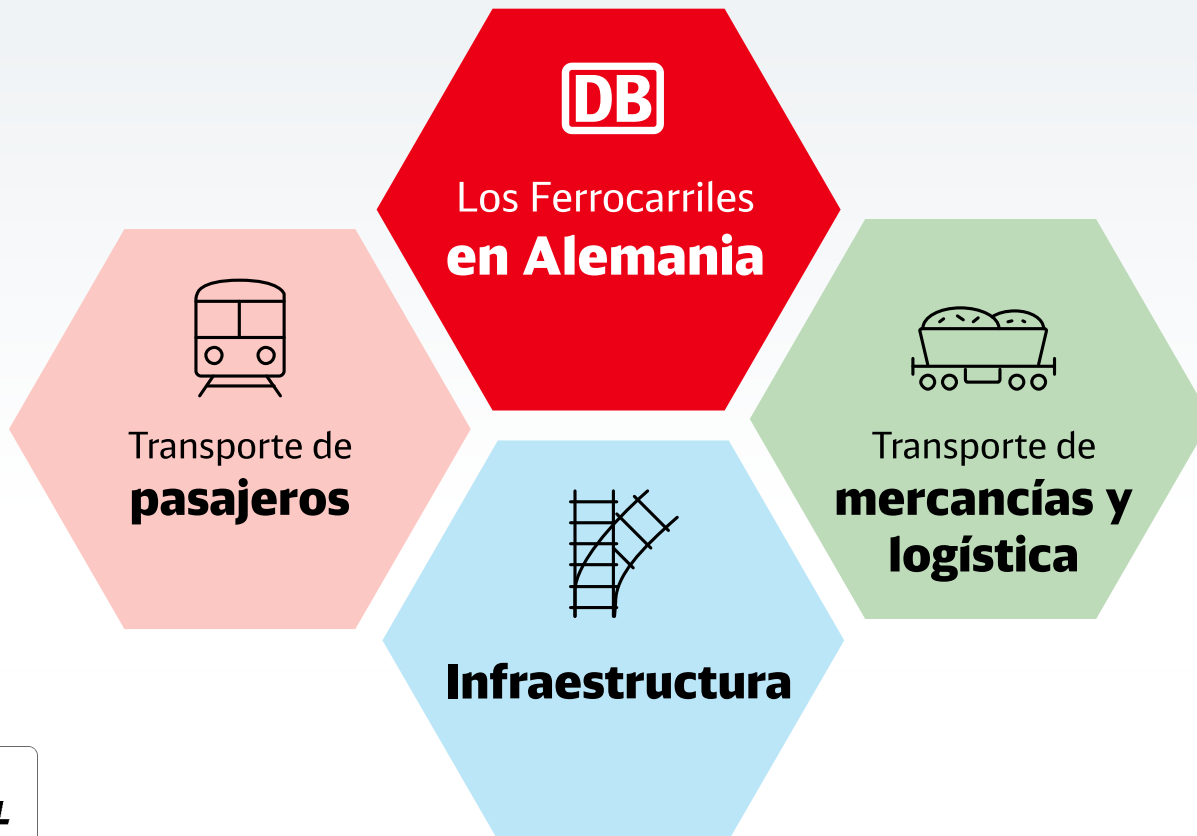 DB
Los Ferrocarriles
en Alemania
Transporte de
pasajeros
Transporte de
mercancías y
logística
Infraestructura